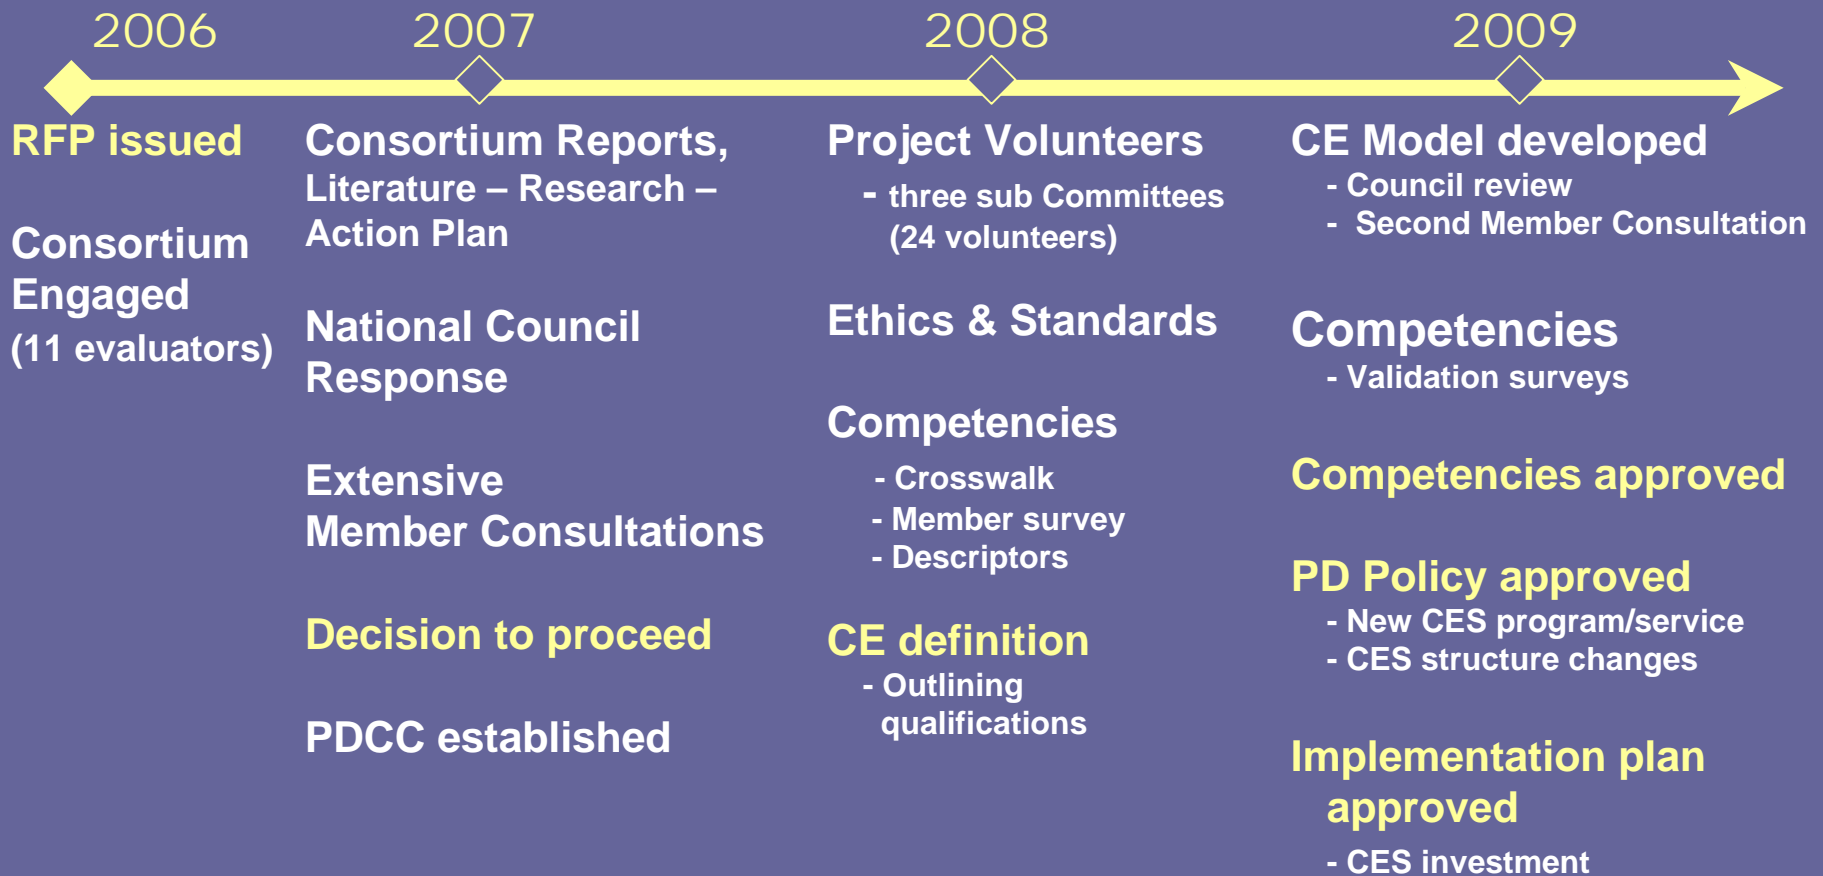 2006
2007
2008
2009
RFP issued
Consortium
Engaged
(11 evaluators)
Consortium Reports,
Literature – Research –
Action Plan
National Council
Response
Extensive
Member Consultations
Decision to proceed
PDCC established
Project Volunteers
- three sub Committees
(24 volunteers)
Ethics & Standards
Competencies
- Crosswalk
- Member survey
- Descriptors
CE definition
- Outlining
qualifications
CE Model developed
- Council review
- Second Member Consultation
Competencies
- Validation surveys
Competencies approved
PD Policy approved
- New CES program/service
- CES structure changes
Implementation plan
approved
- CES investment